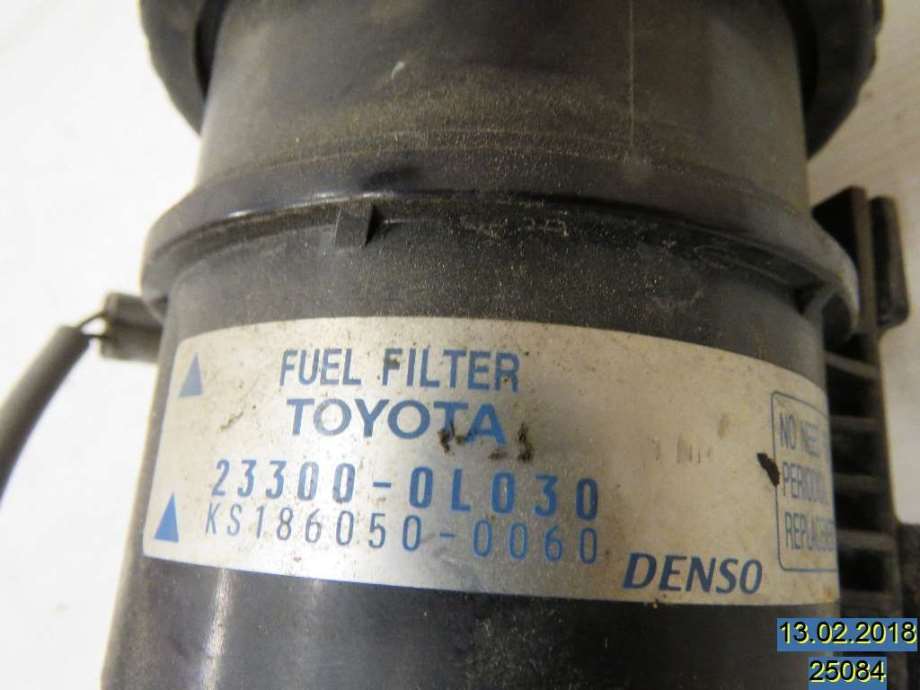 FUEL FILTER
TOYOTA
23300-0L030
KS186050-0060
DENSO
NO NEED
13.02.2018
25084